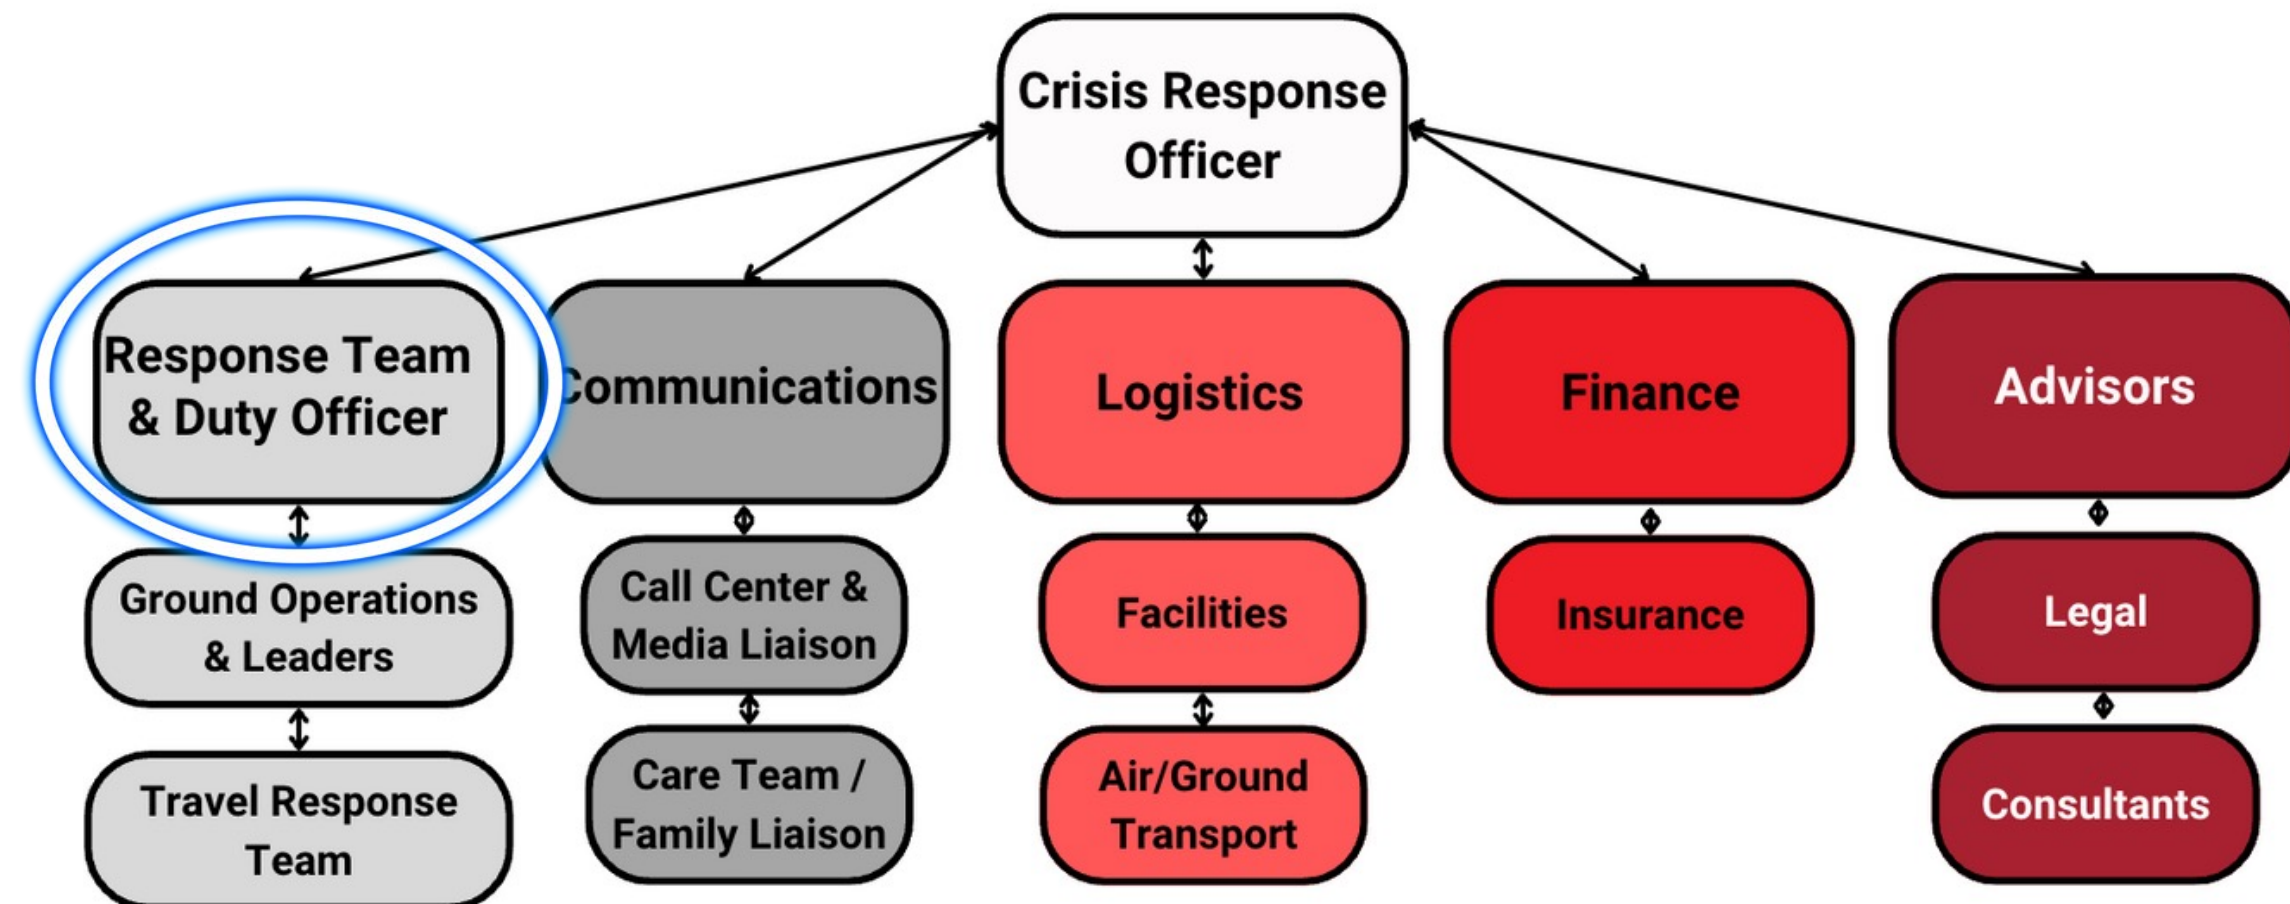 Crisis Response
Officer
Response Team
& Duty Officer
Communications
Logistics
Finance
Advisors
Ground Operations
& Leaders
Call Center &
Media Liaison
Facilities
Insurance
Legal
Travel Response
Team
Care Team /
Family Liaison
Air/Ground
Transport
Consultants